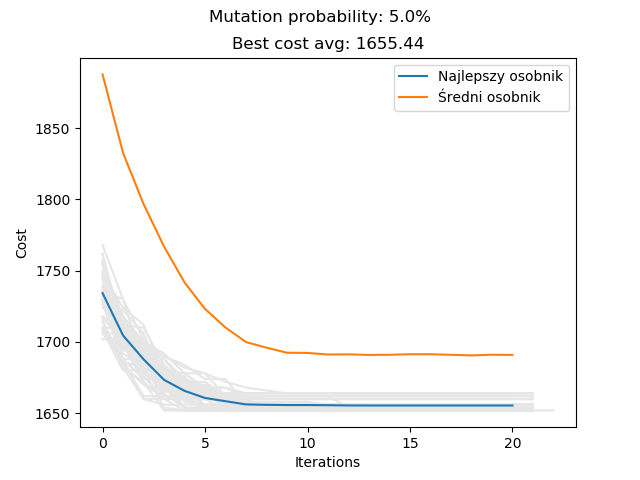 Mutation probability: 5.0%
Best cost avg: 1655.44
Najlepszy osobnik
Średni osobnik
Cost
1850
1800
1750
1700
1650
0 5 10 15 20
Iterations